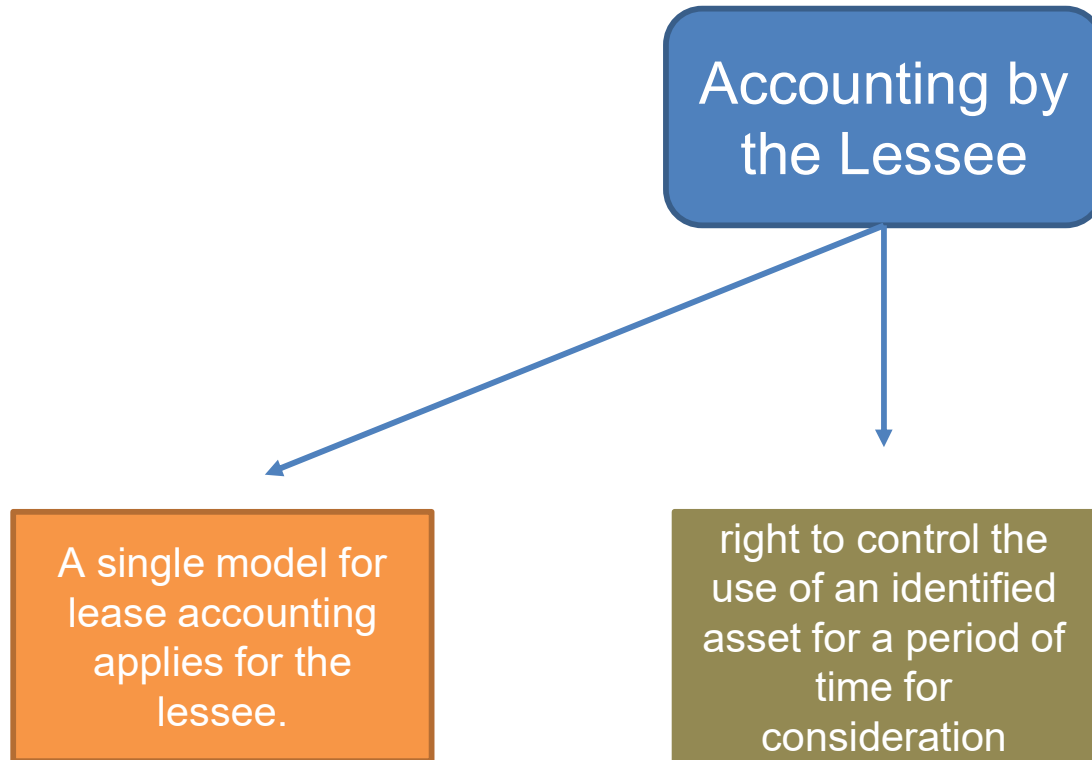 Accounting by
the Lessee
A single model for
lease accounting
applies for the
lessee.
right to control the
use of an identified
asset for a period of
time for
consideration